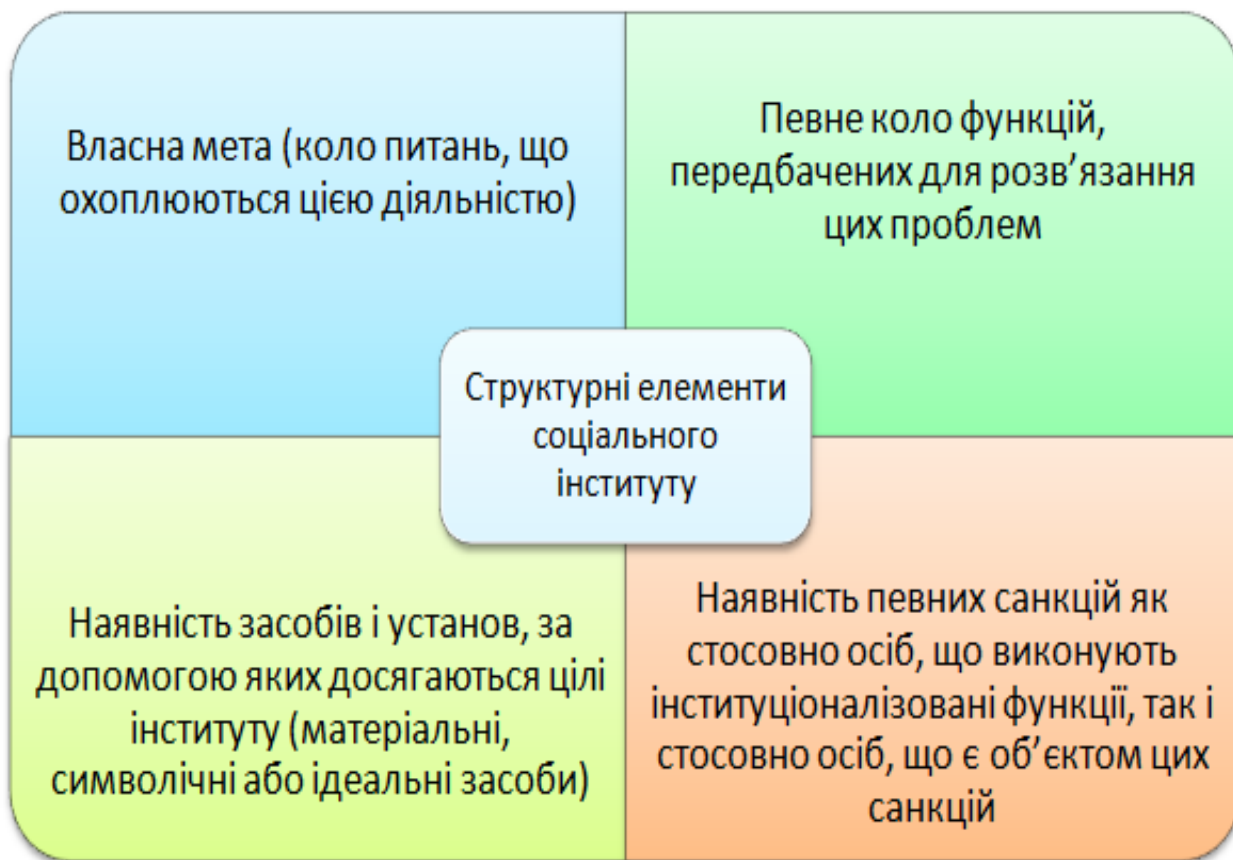 Власна мета (коло питань, що
охоплюються цією діяльністю)
Певне коло функцій,
передбачених для розв’язання
цих проблем
Структурні елементи
соціального
інституту
Наявність засобів і установ, за
допомогою яких досягаються цілі
інституту (матеріальні,
символічні або ідеальні засоби)
Наявність певних санкцій як
стосовно осіб, що виконують
інституціоналізовані функції, так і
стосовно осіб, що є об’єктом цих
санкцій